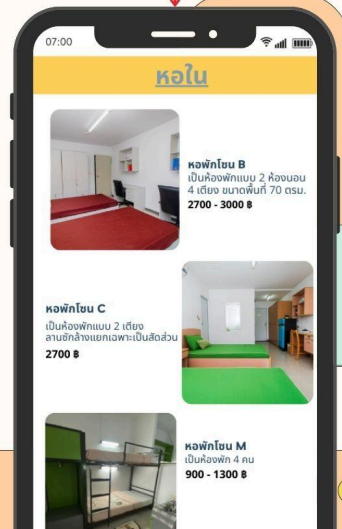 07:00
หอใน
หอพักโซน B
เป็นห้องพักแบบ 2 ห้องนอน
4 เตียง ขนาดพื้นที่ 70 ตรม.
2700 - 3000 ฿
หอพักโซน C
เป็นห้องพักแบบ 2 เตียง
ลานซักล้างแยกเฉพาะเป็นสัดส่วน
2700 ฿
หอพักโซน M
เป็นห้องพัก 4 คน
900 - 1300 ฿